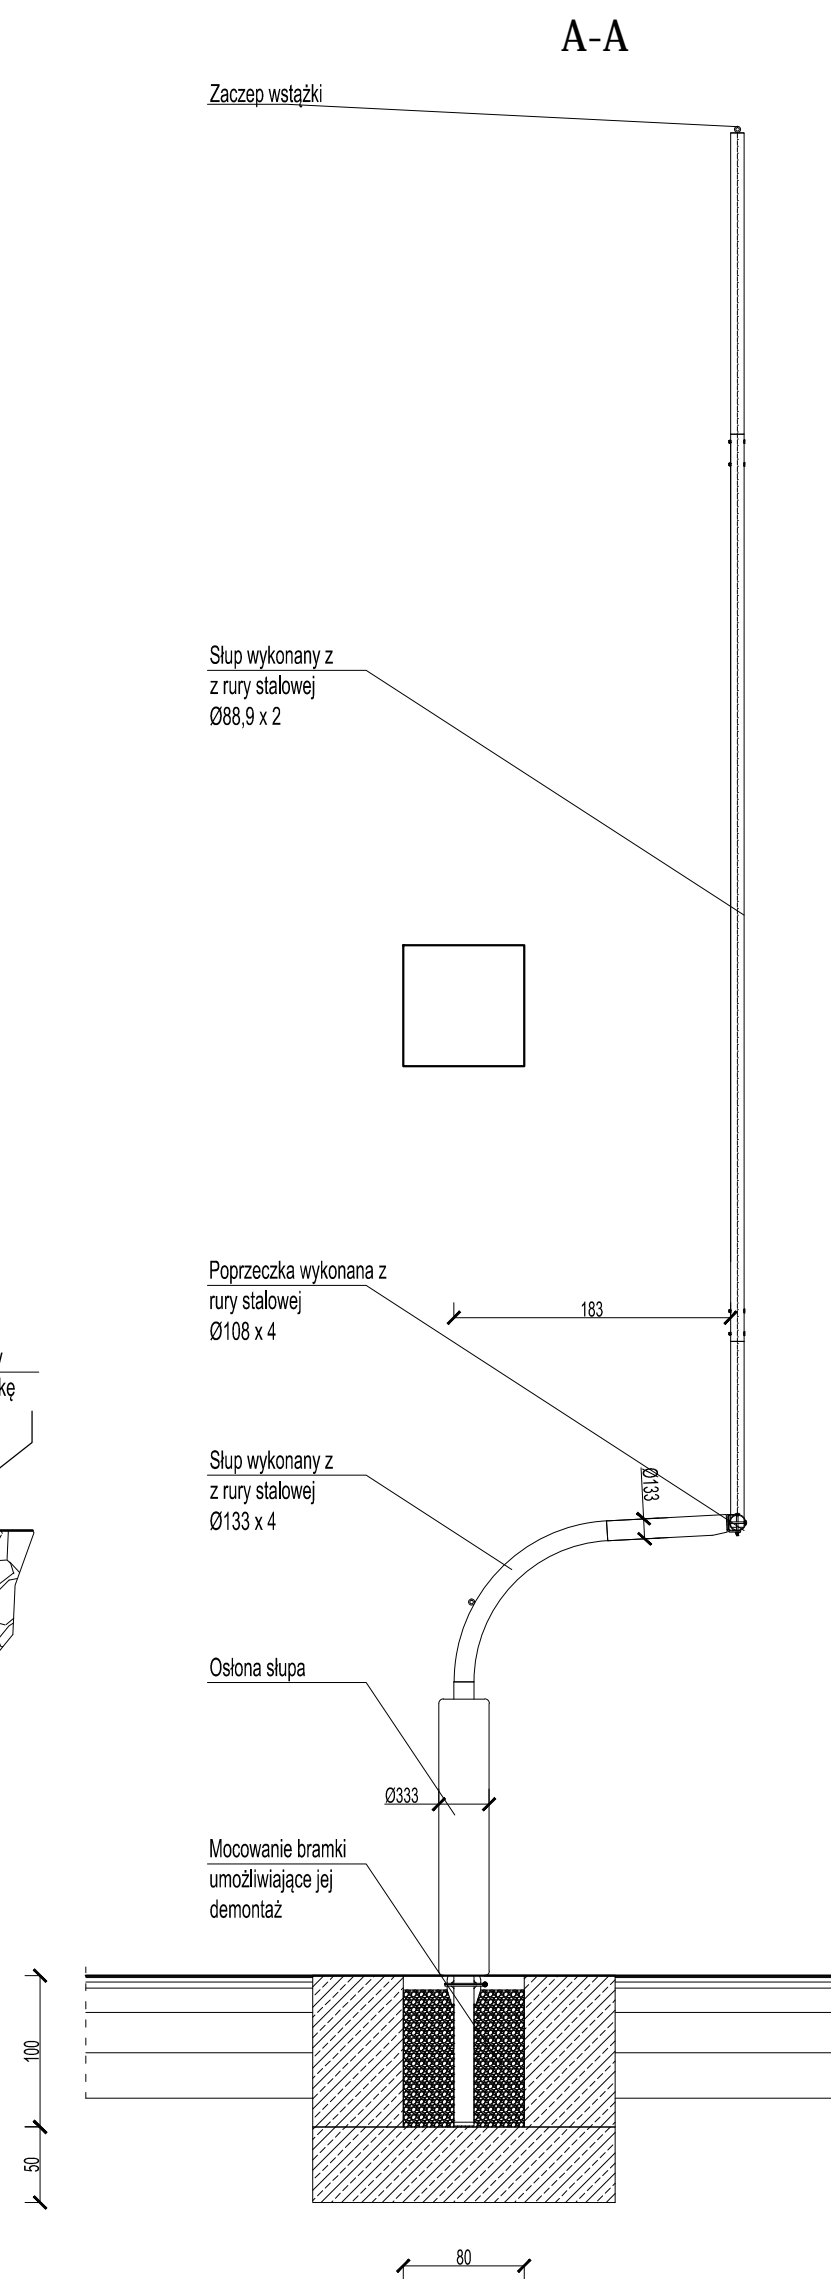 A-A
Zaczep wstążki
Słup wykonany z
z rury stalowej
Ø88,9 x 2
Poprzeczka wykonana z
rury stalowej
Ø108 x 4
183
kę
Słup wykonany z
z rury stalowej
Ø133 x 4
Ø133
Osłona słupa
Ø333
Mocowanie bramki
umożliwiające jej
demontaż
100
50
80